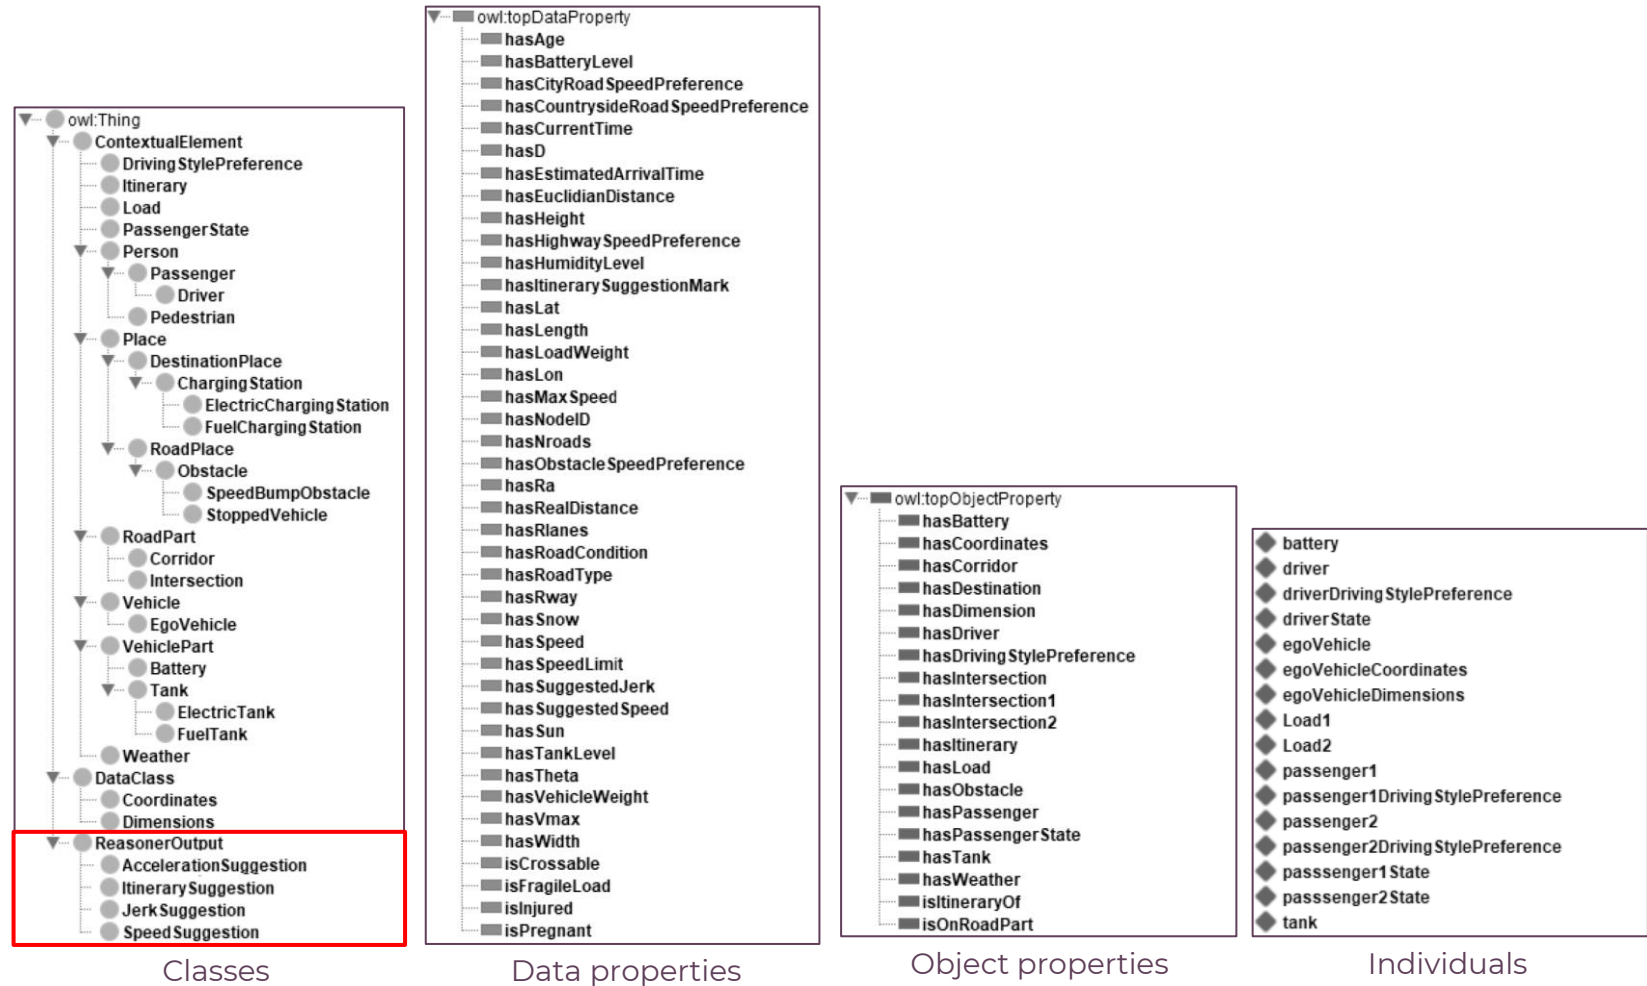 owl:Thing
ContextualElement
DrivingStylePreference
Itinerary
Load
PassengerState
Person
Passenger
Driver
Pedestrian
Place
DestinationPlace
ChargingStation
ElectricChargingStation
FuelChargingStation
RoadPlace
Obstacle
SpeedBumpObstacle
StoppedVehicle
RoadPart
Corridor
Intersection
Vehicle
EgoVehicle
VehiclePart
Battery
Tank
ElectricTank
FuelTank
Weather
DataClass
Coordinates
Dimensions
ReasonerOutput
AccelerationSuggestion
ItinerarySuggestion
JerkSuggestion
SpeedSuggestion
Classes
owl:topDataProperty
hasAge
hasBatteryLevel
hasCityRoadSpeedPreference
hasCountrysideRoadSpeedPreference
hasCurrentTime
hasD
hasEstimatedArrivalTime
hasEuclidianDistance
hasHeight
hasHighwaySpeedPreference
hasHumidityLevel
hasItinerarySuggestionMark
hasLat
hasLength
hasLoadWeight
hasLon
hasMaxSpeed
hasNodeID
hasNroads
hasObstacleSpeedPreference
hasRa
hasRealDistance
hasRlanes
hasRoadCondition
hasRoadType
hasRway
hasSnow
hasSpeed
hasSpeedLimit
hasSuggestedJerk
hasSuggestedSpeed
hasSun
hasTankLevel
hasTheta
hasVehicleWeight
hasVmax
hasWidth
isCrossable
isFragileLoad
isInjured
isPregnant
Data properties
owl:topObjectProperty
hasBattery
hasCoordinates
hasCorridor
hasDestination
hasDimension
hasDriver
hasDrivingStylePreference
hasIntersection
hasIntersection1
hasIntersection2
hasItinerary
hasLoad
hasObstacle
hasPassenger
hasPassengerState
hasTank
hasWeather
isItineraryOf
isOnRoadPart
Object properties
battery
driver
driverDrivingStylePreference
driverState
egoVehicle
egoVehicleCoordinates
egoVehicleDimensions
Load1
Load2
passenger1
passenger1DrivingStylePreference
passenger2
passenger2DrivingStylePreference
passsenger1State
passsenger2State
tank
Individuals